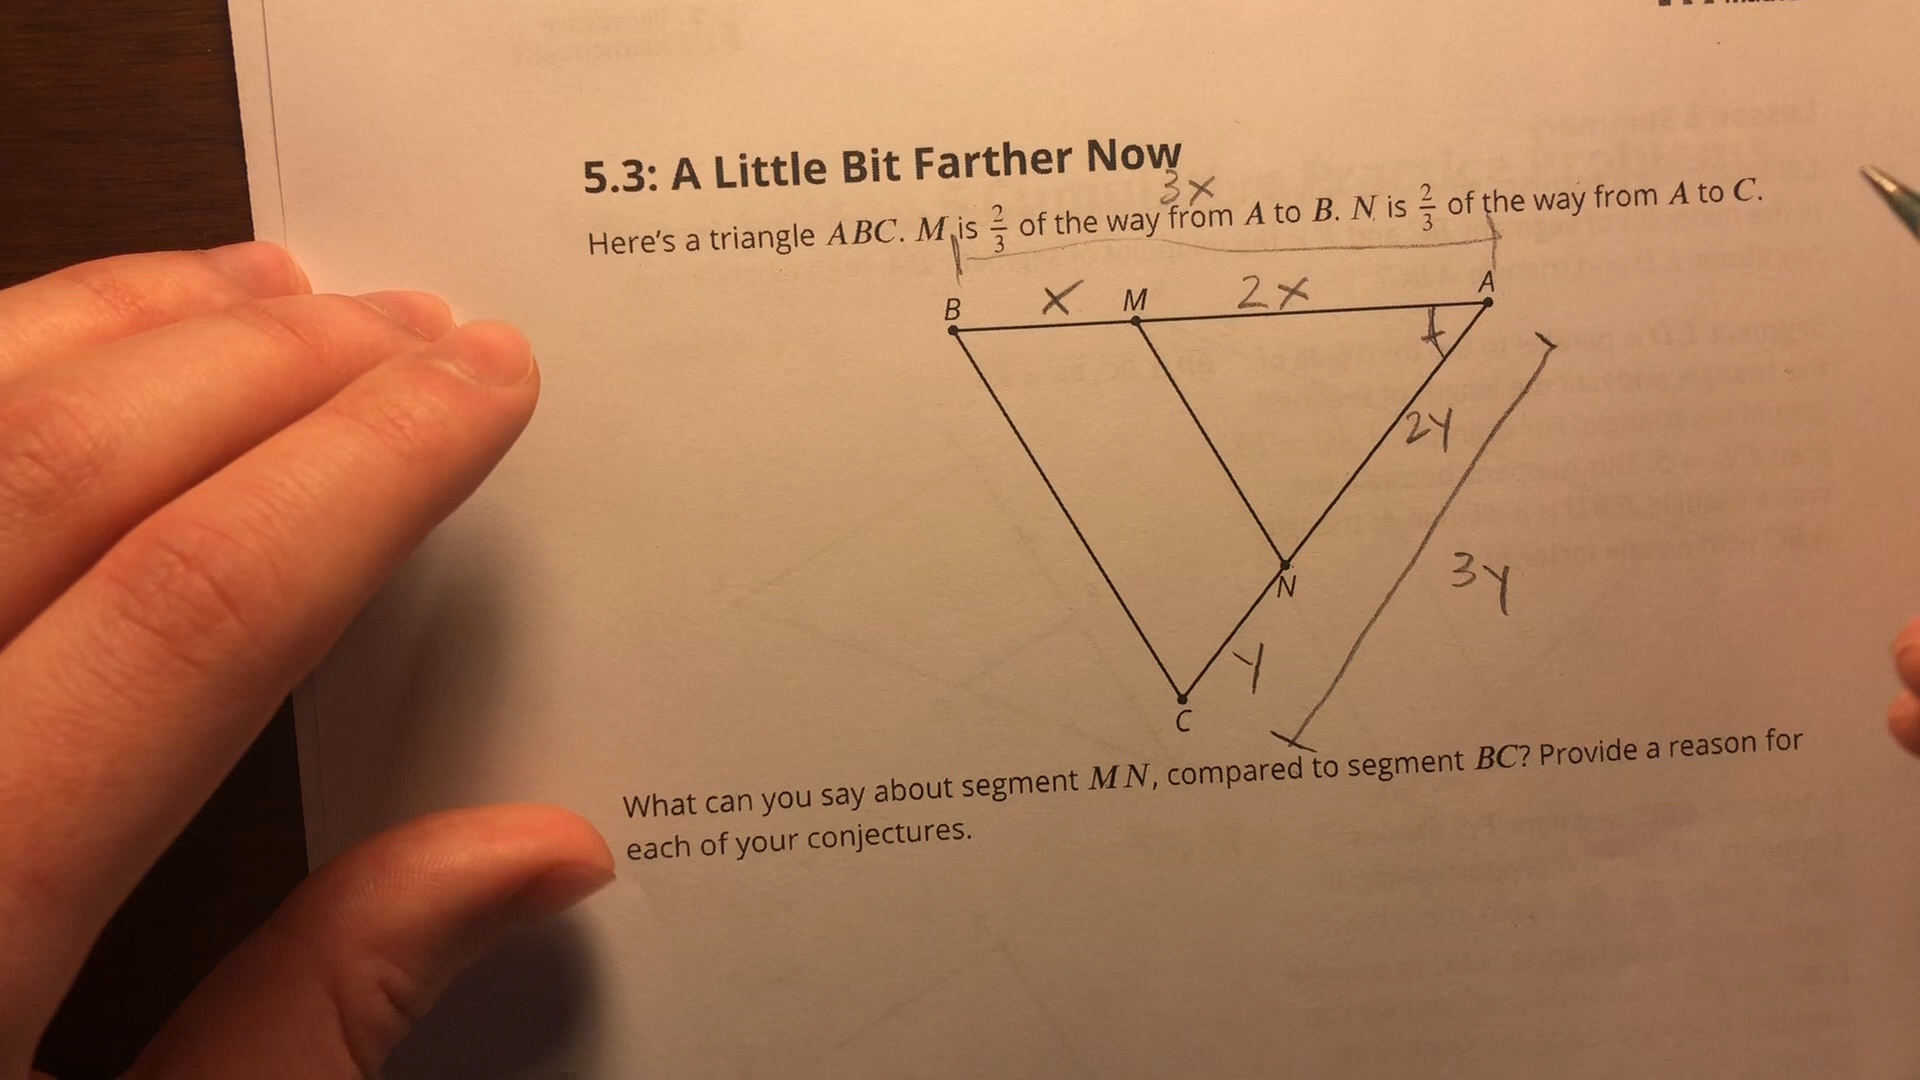 5.3: A Little Bit Farther Now
3x
Here's a triangle ABC. M is 2/3 of the way from A to B. N is 2/3 of the way from A to C.
B x M 2x A
2y
3y
N
y
C
What can you say about segment MN, compared to segment BC? Provide a reason for
each of your conjectures.